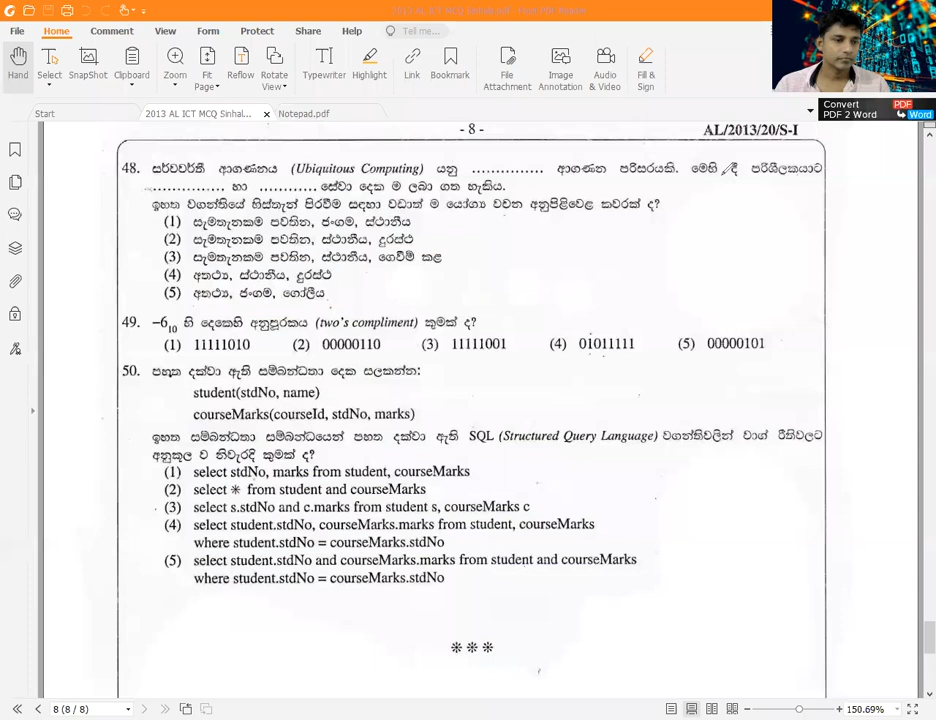 2013 AL ICT MCQ Sinhala.pdf - Foxit PDF Reader
File Home Comment View Form Protect Share Help Tell me...
Hand Select SnapShot Clipboard Zoom Fit Page Reflow Rotate View Typewriter Highlight Link Bookmark File Attachment Image Annotation Audio & Video Fill & Sign
Start 2013 AL ICT MCQ Sinhal... Notepad.pdf
Convert PDF
PDF 2 Word Word
- 8 - AL/2013/20/S-I
48. සර්වවර්තී ආගණනය (Ubiquitous Computing) යනු ............... ආගණන පරිසරයකි. මෙහි දී පරිශීලකයාට
............... හා ............ සේවා දෙක ම ලබා ගත හැකිය.
ඉහත වගන්තියේ හිස්තැන් පිරවීම සඳහා වඩාත් ම යෝග්‍ය වචන අනුපිළිවෙළ කවරක් ද?
(1) සැමතැනකම පවතින, ජංගම, ස්ථානීය
(2) සැමතැනකම පවතින, ස්ථානීය, දුරස්ථ
(3) සැමතැනකම පවතින, ස්ථානීය, ගෙවීම් කළ
(4) අතථ්‍ය, ස්ථානීය, දුරස්ථ
(5) අතථ්‍ය, ජංගම, ගෝලීය
49. −6₁₀ හි දෙකෙහි අනුපූරකය (two's compliment) කුමක් ද?
(1) 11111010 (2) 00000110 (3) 11111001 (4) 01011111 (5) 00000101
50. පහත දක්වා ඇති සම්බන්ධතා දෙක සලකන්න:
student(stdNo, name)
courseMarks(courseId, stdNo, marks)
ඉහත සම්බන්ධතා සම්බන්ධයෙන් පහත දක්වා ඇති SQL (Structured Query Language) වගන්තිවලින් වාග් රීතිවලට
අනුකූල ව නිවැරදි කුමක් ද?
(1) select stdNo, marks from student, courseMarks
(2) select * from student and courseMarks
(3) select s.stdNo and c.marks from student s, courseMarks c
(4) select student.stdNo, courseMarks.marks from student, courseMarks
where student.stdNo = courseMarks.stdNo
(5) select student.stdNo and courseMarks.marks from student and courseMarks
where student.stdNo = courseMarks.stdNo
* * *
8 (8 / 8) 150.69%